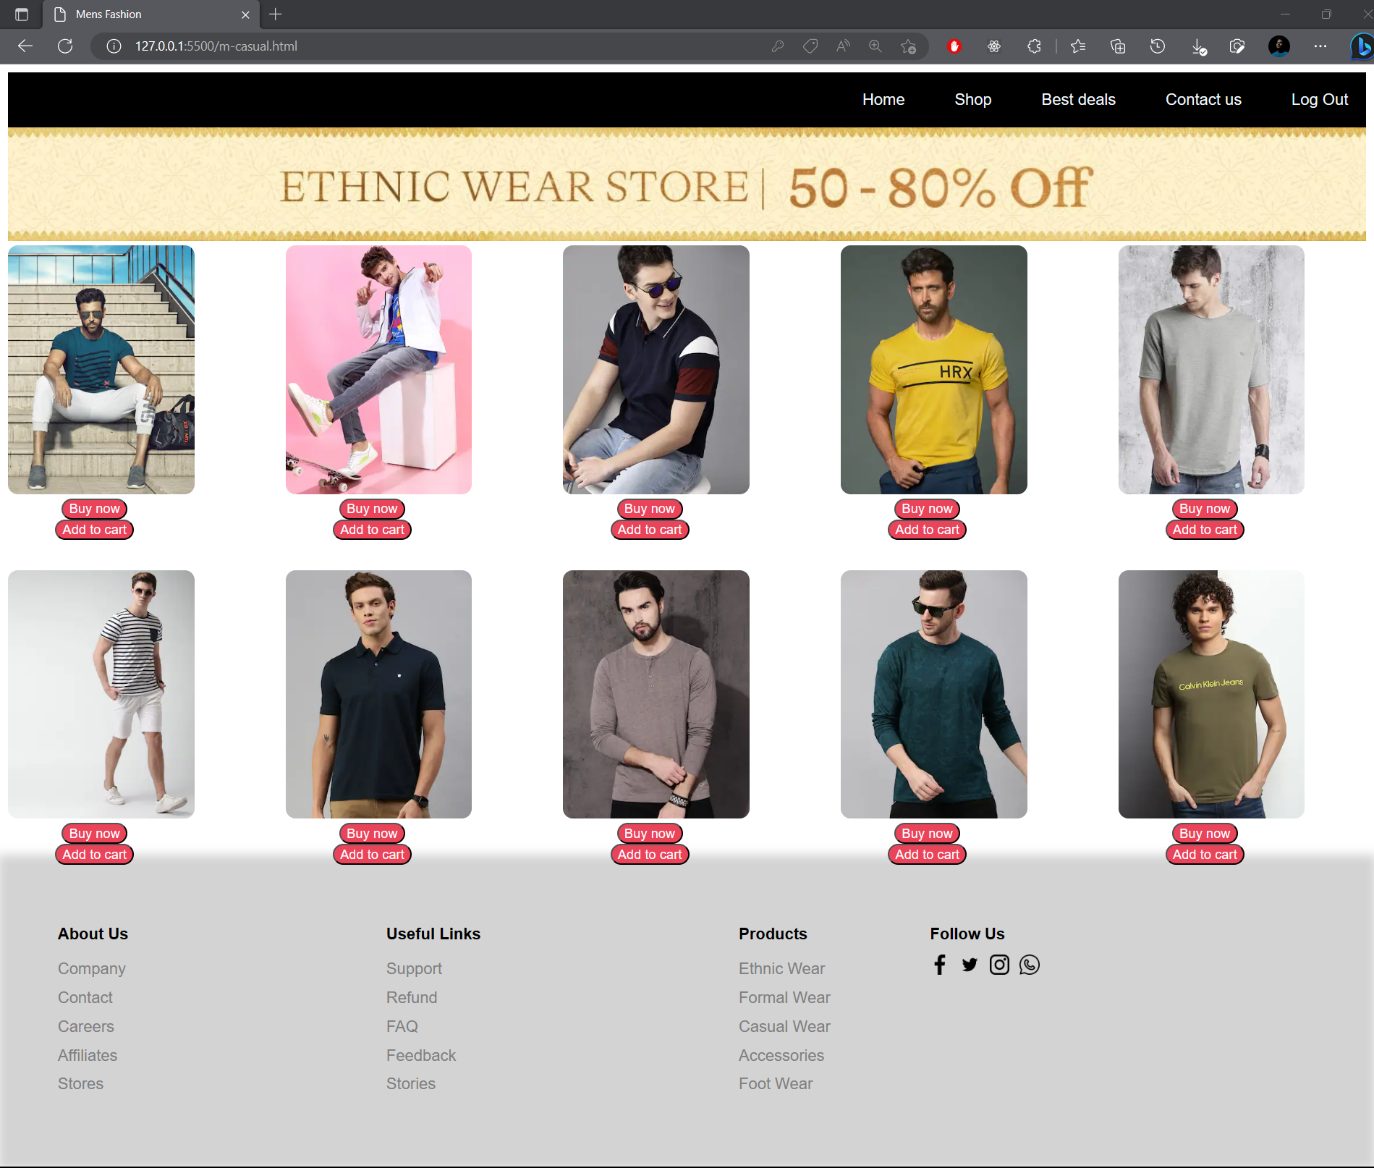 Mens Fashion
127.0.0.1:5500/m-casual.html
Home Shop Best deals Contact us Log Out
ETHNIC WEAR STORE | 50 - 80% Off
HRX
Buy now Buy now Buy now Buy now Buy now
Add to cart Add to cart Add to cart Add to cart Add to cart
Calvin Klein Jeans
Buy now Buy now Buy now Buy now Buy now
Add to cart Add to cart Add to cart Add to cart Add to cart
About Us Useful Links Products Follow Us
Company Support Ethnic Wear
Contact Refund Formal Wear
Careers FAQ Casual Wear
Affiliates Feedback Accessories
Stores Stories Foot Wear